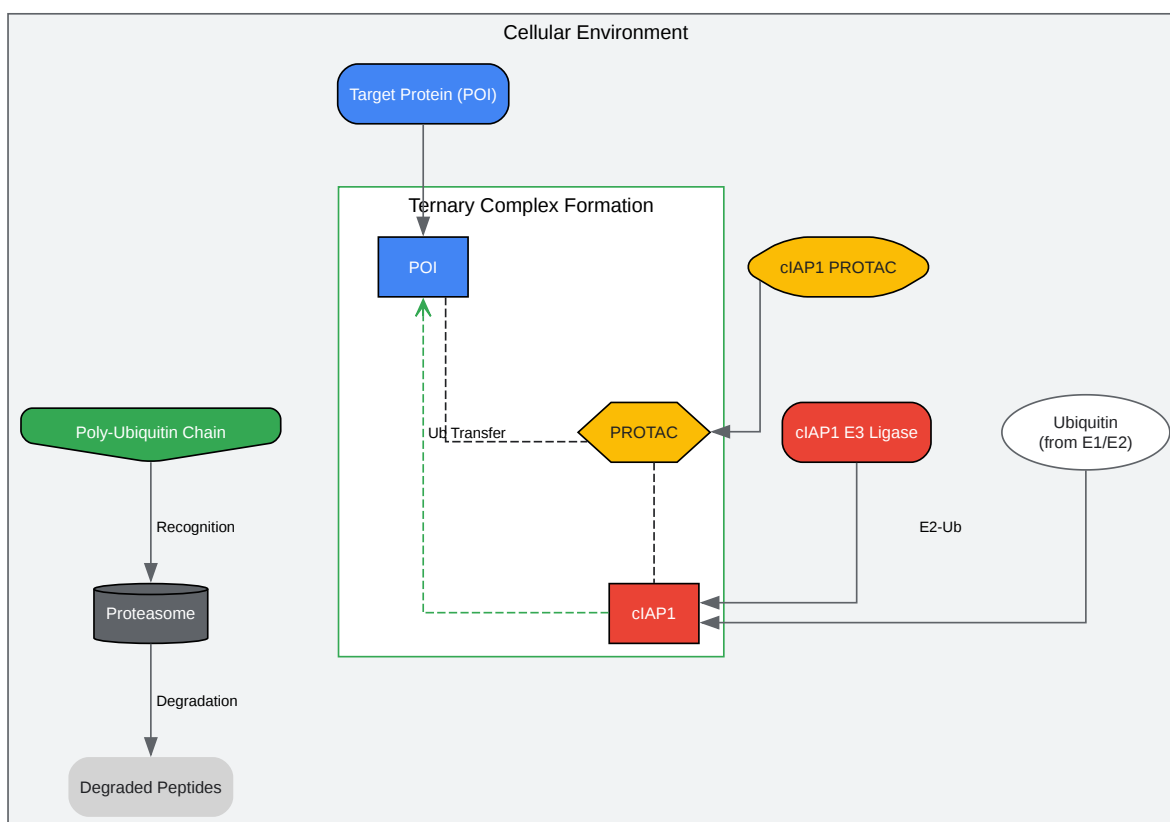 Cellular Environment
Target Protein (POI)
Ternary Complex Formation
POI
cIAP1 PROTAC
Poly-Ubiquitin Chain
Ub Transfer
PROTAC
cIAP1 E3 Ligase
Ubiquitin
(from E1/E2)
Recognition
E2-Ub
Proteasome
cIAP1
Degradation
Degraded Peptides